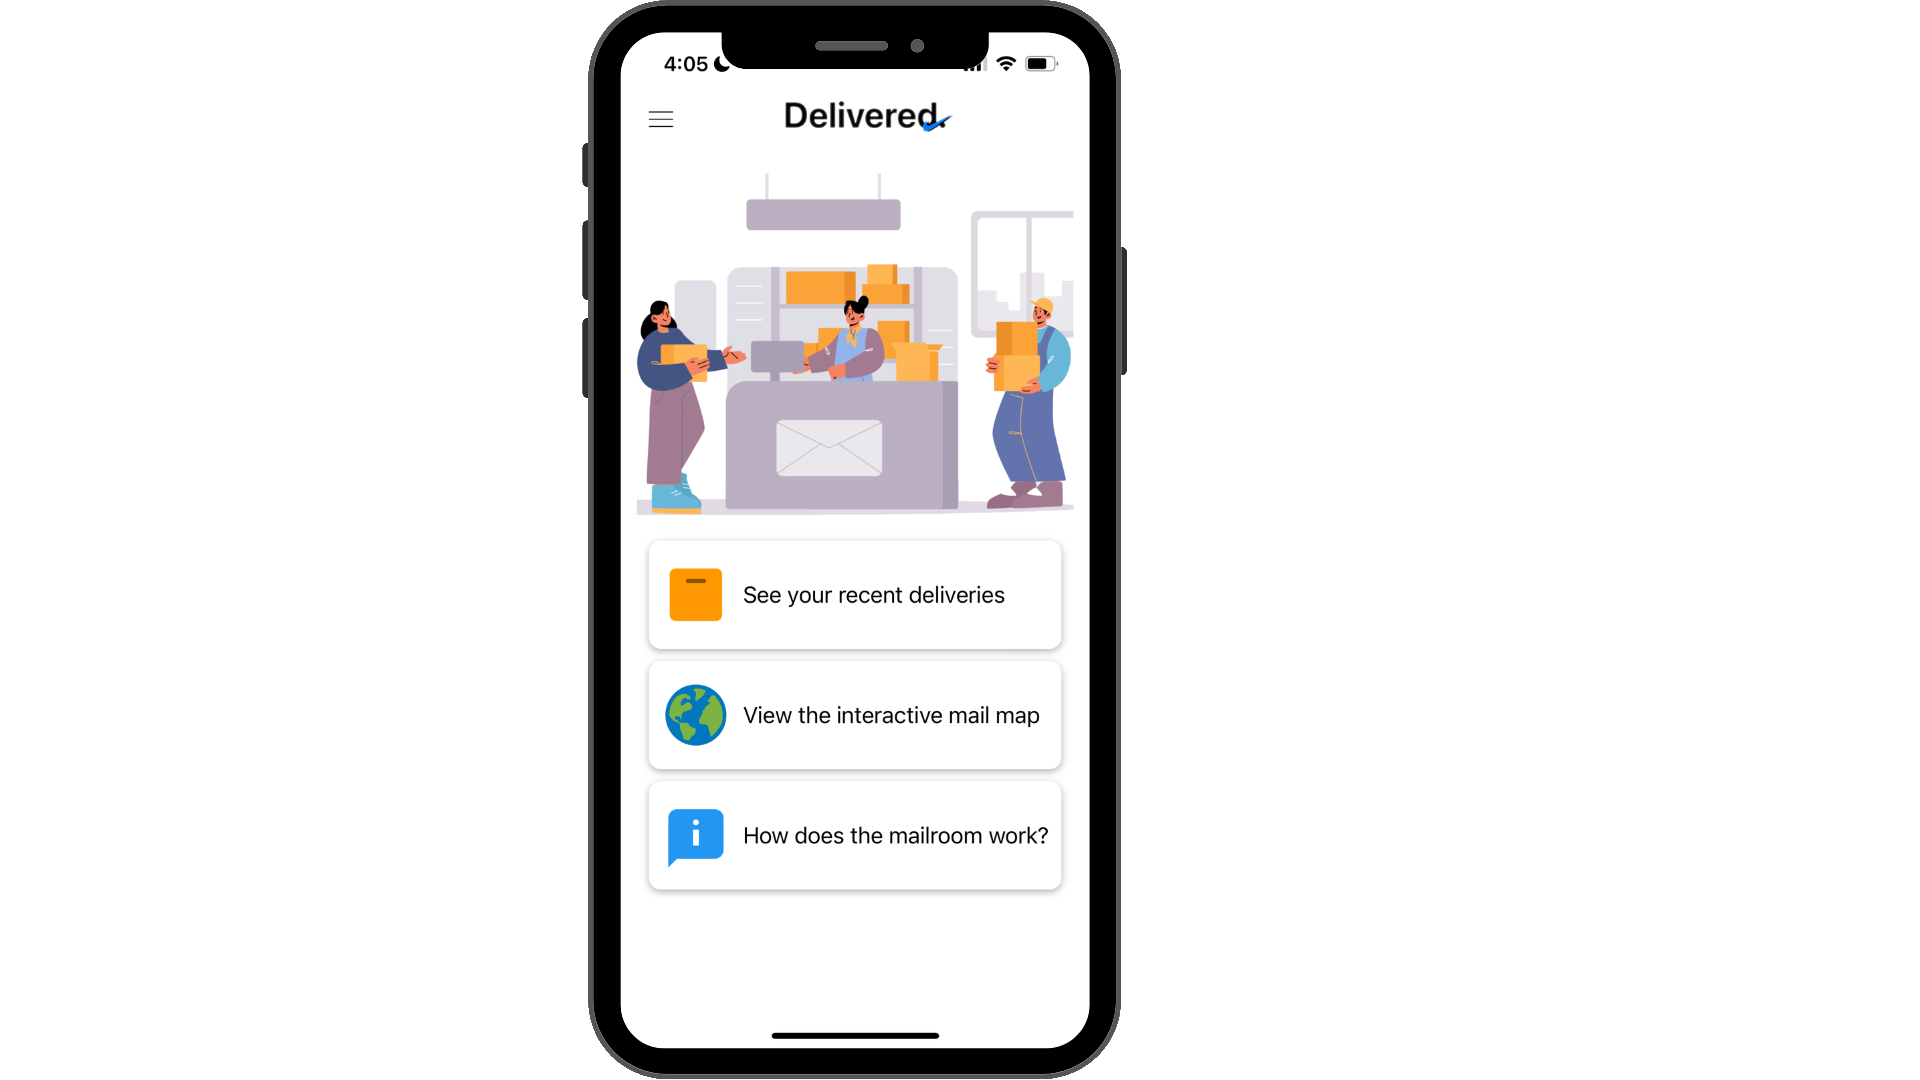 4:05
Delivered.
See your recent deliveries
View the interactive mail map
How does the mailroom work?